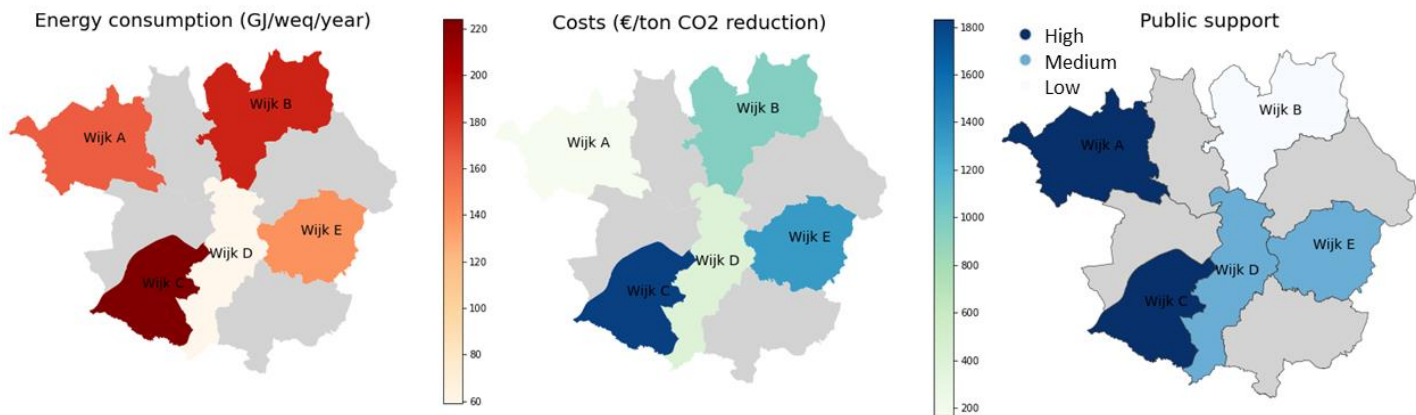 Energy consumption (GJ/weq/year)
Wijk A
Wijk B
Wijk C
Wijk D
Wijk E
220
200
180
160
140
120
100
80
60
Costs (€/ton CO2 reduction)
Wijk A
Wijk B
Wijk C
Wijk D
Wijk E
1800
1600
1400
1200
1000
800
600
400
200
Public support
High
Medium
Low
Wijk A
Wijk B
Wijk C
Wijk D
Wijk E